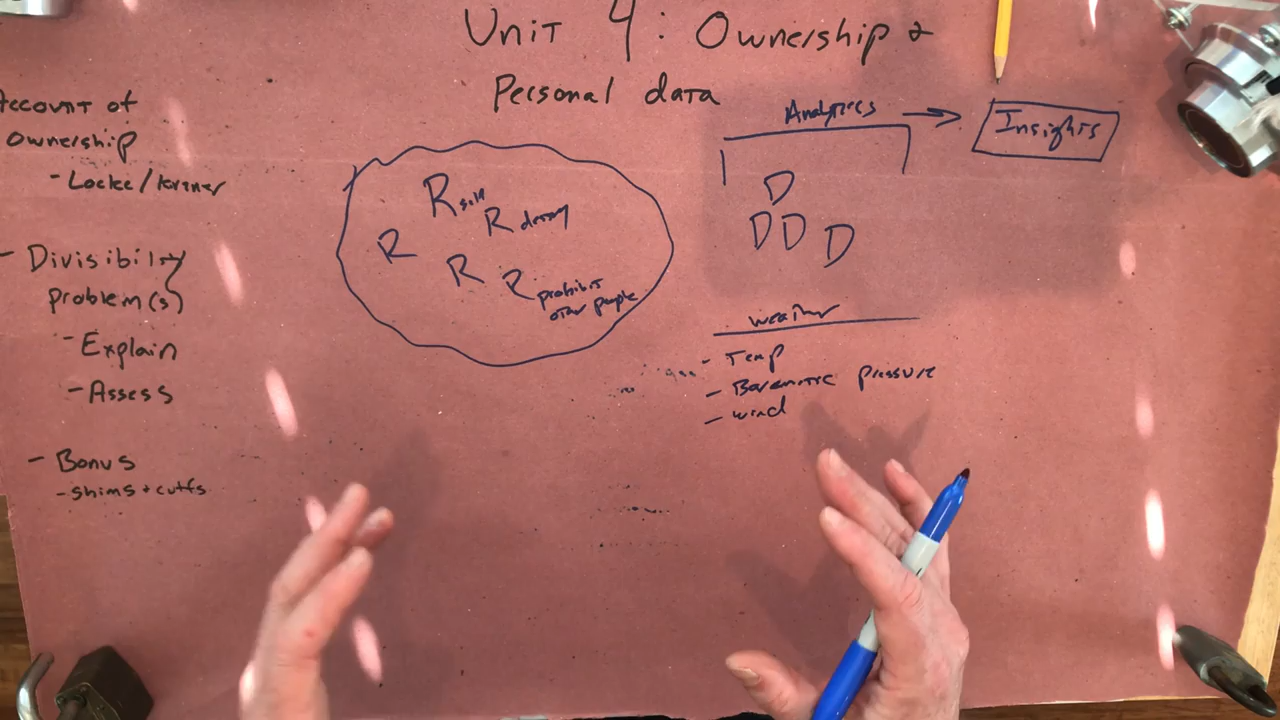 Unit 4: Ownership &
Personal data
Account of
ownership
- Locke/
- Divisibility
problem(s)
- Explain
- Assess
- Bonus
- shims + cuffs
R sell
R destroy
R
R
R prohibit
other people
Analytics → Insights
D
D D D
weather
- Temp
- Barometric pressure
- wind